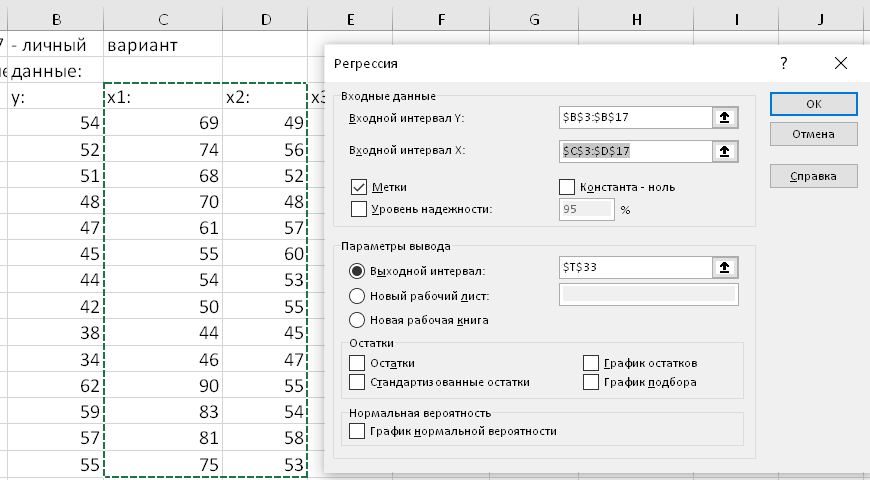 B C D E F G H I J
7 - личный вариант
данные:
y: x1: x2: x3
54 69 49
52 74 56
51 68 52
48 70 48
47 61 57
45 55 60
44 54 53
42 50 55
38 44 45
34 46 47
62 90 55
59 83 54
57 81 58
55 75 53
Регрессия ?
Входные данные
Входной интервал Y: $B$3:$B$17
Входной интервал X: $C$3:$D$17
Метки Константа - ноль
Уровень надежности: 95 %
OK
Отмена
Справка
Параметры вывода
Выходной интервал: $T$33
Новый рабочий лист:
Новая рабочая книга
Остатки
Остатки График остатков
Стандартизованные остатки График подбора
Нормальная вероятность
График нормальной вероятности